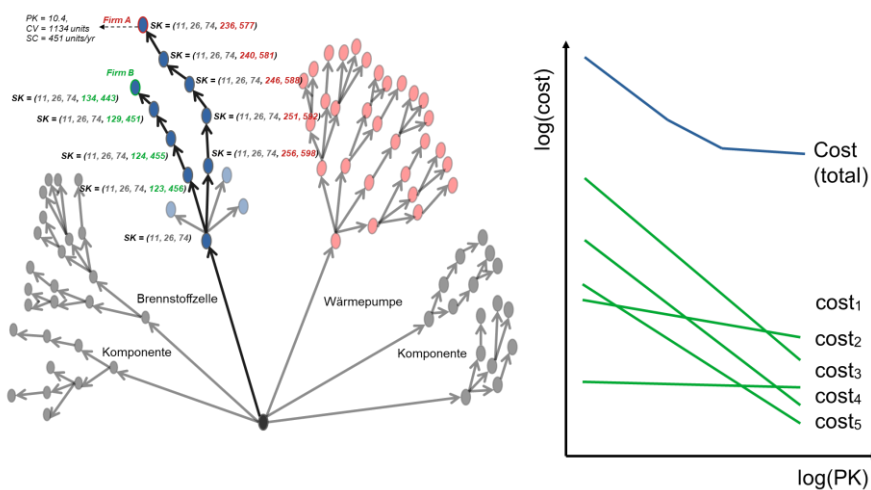 PK = 10.4,
CV = 1134 units
SC = 451 units/yr
Firm A
SK = (11, 26, 74, 236, 577)
SK = (11, 26, 74, 240, 581)
Firm B
SK = (11, 26, 74, 246, 588)
SK = (11, 26, 74, 134, 443)
SK = (11, 26, 74, 251, 592)
SK = (11, 26, 74, 129, 451)
SK = (11, 26, 74, 124, 455)
SK = (11, 26, 74, 256, 598)
SK = (11, 26, 74, 123, 456)
SK = (11, 26, 74)
Brennstoffzelle
Wärmepumpe
Komponente
Komponente
log(cost)
Cost
(total)
cost1
cost2
cost3
cost4
cost5
log(PK)